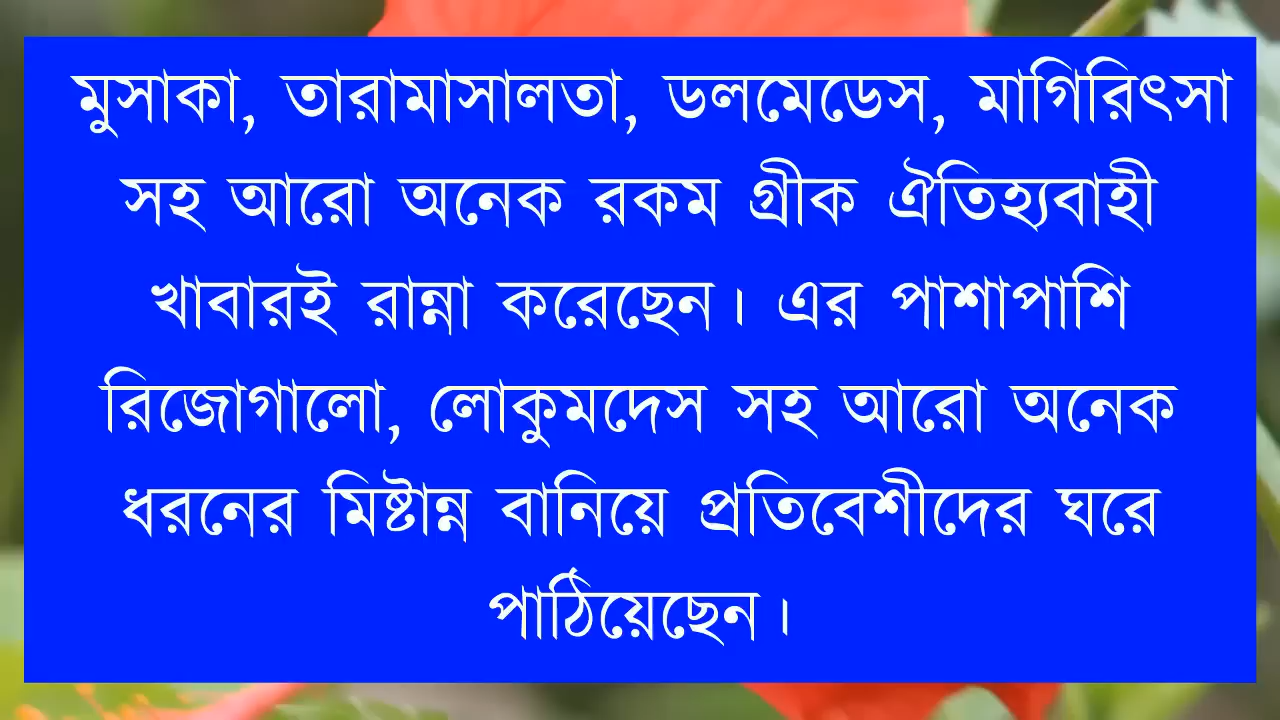 মুসাকা, তারামাসালতা, ডলমেডেস, মাগিরিৎসা
সহ আরো অনেক রকম গ্রীক ঐতিহ্যবাহী
খাবারই রান্না করেছেন। এর পাশাপাশি
রিজোগালো, লোকুমদেস সহ আরো অনেক
ধরনের মিষ্টান্ন বানিয়ে প্রতিবেশীদের ঘরে
পাঠিয়েছেন।